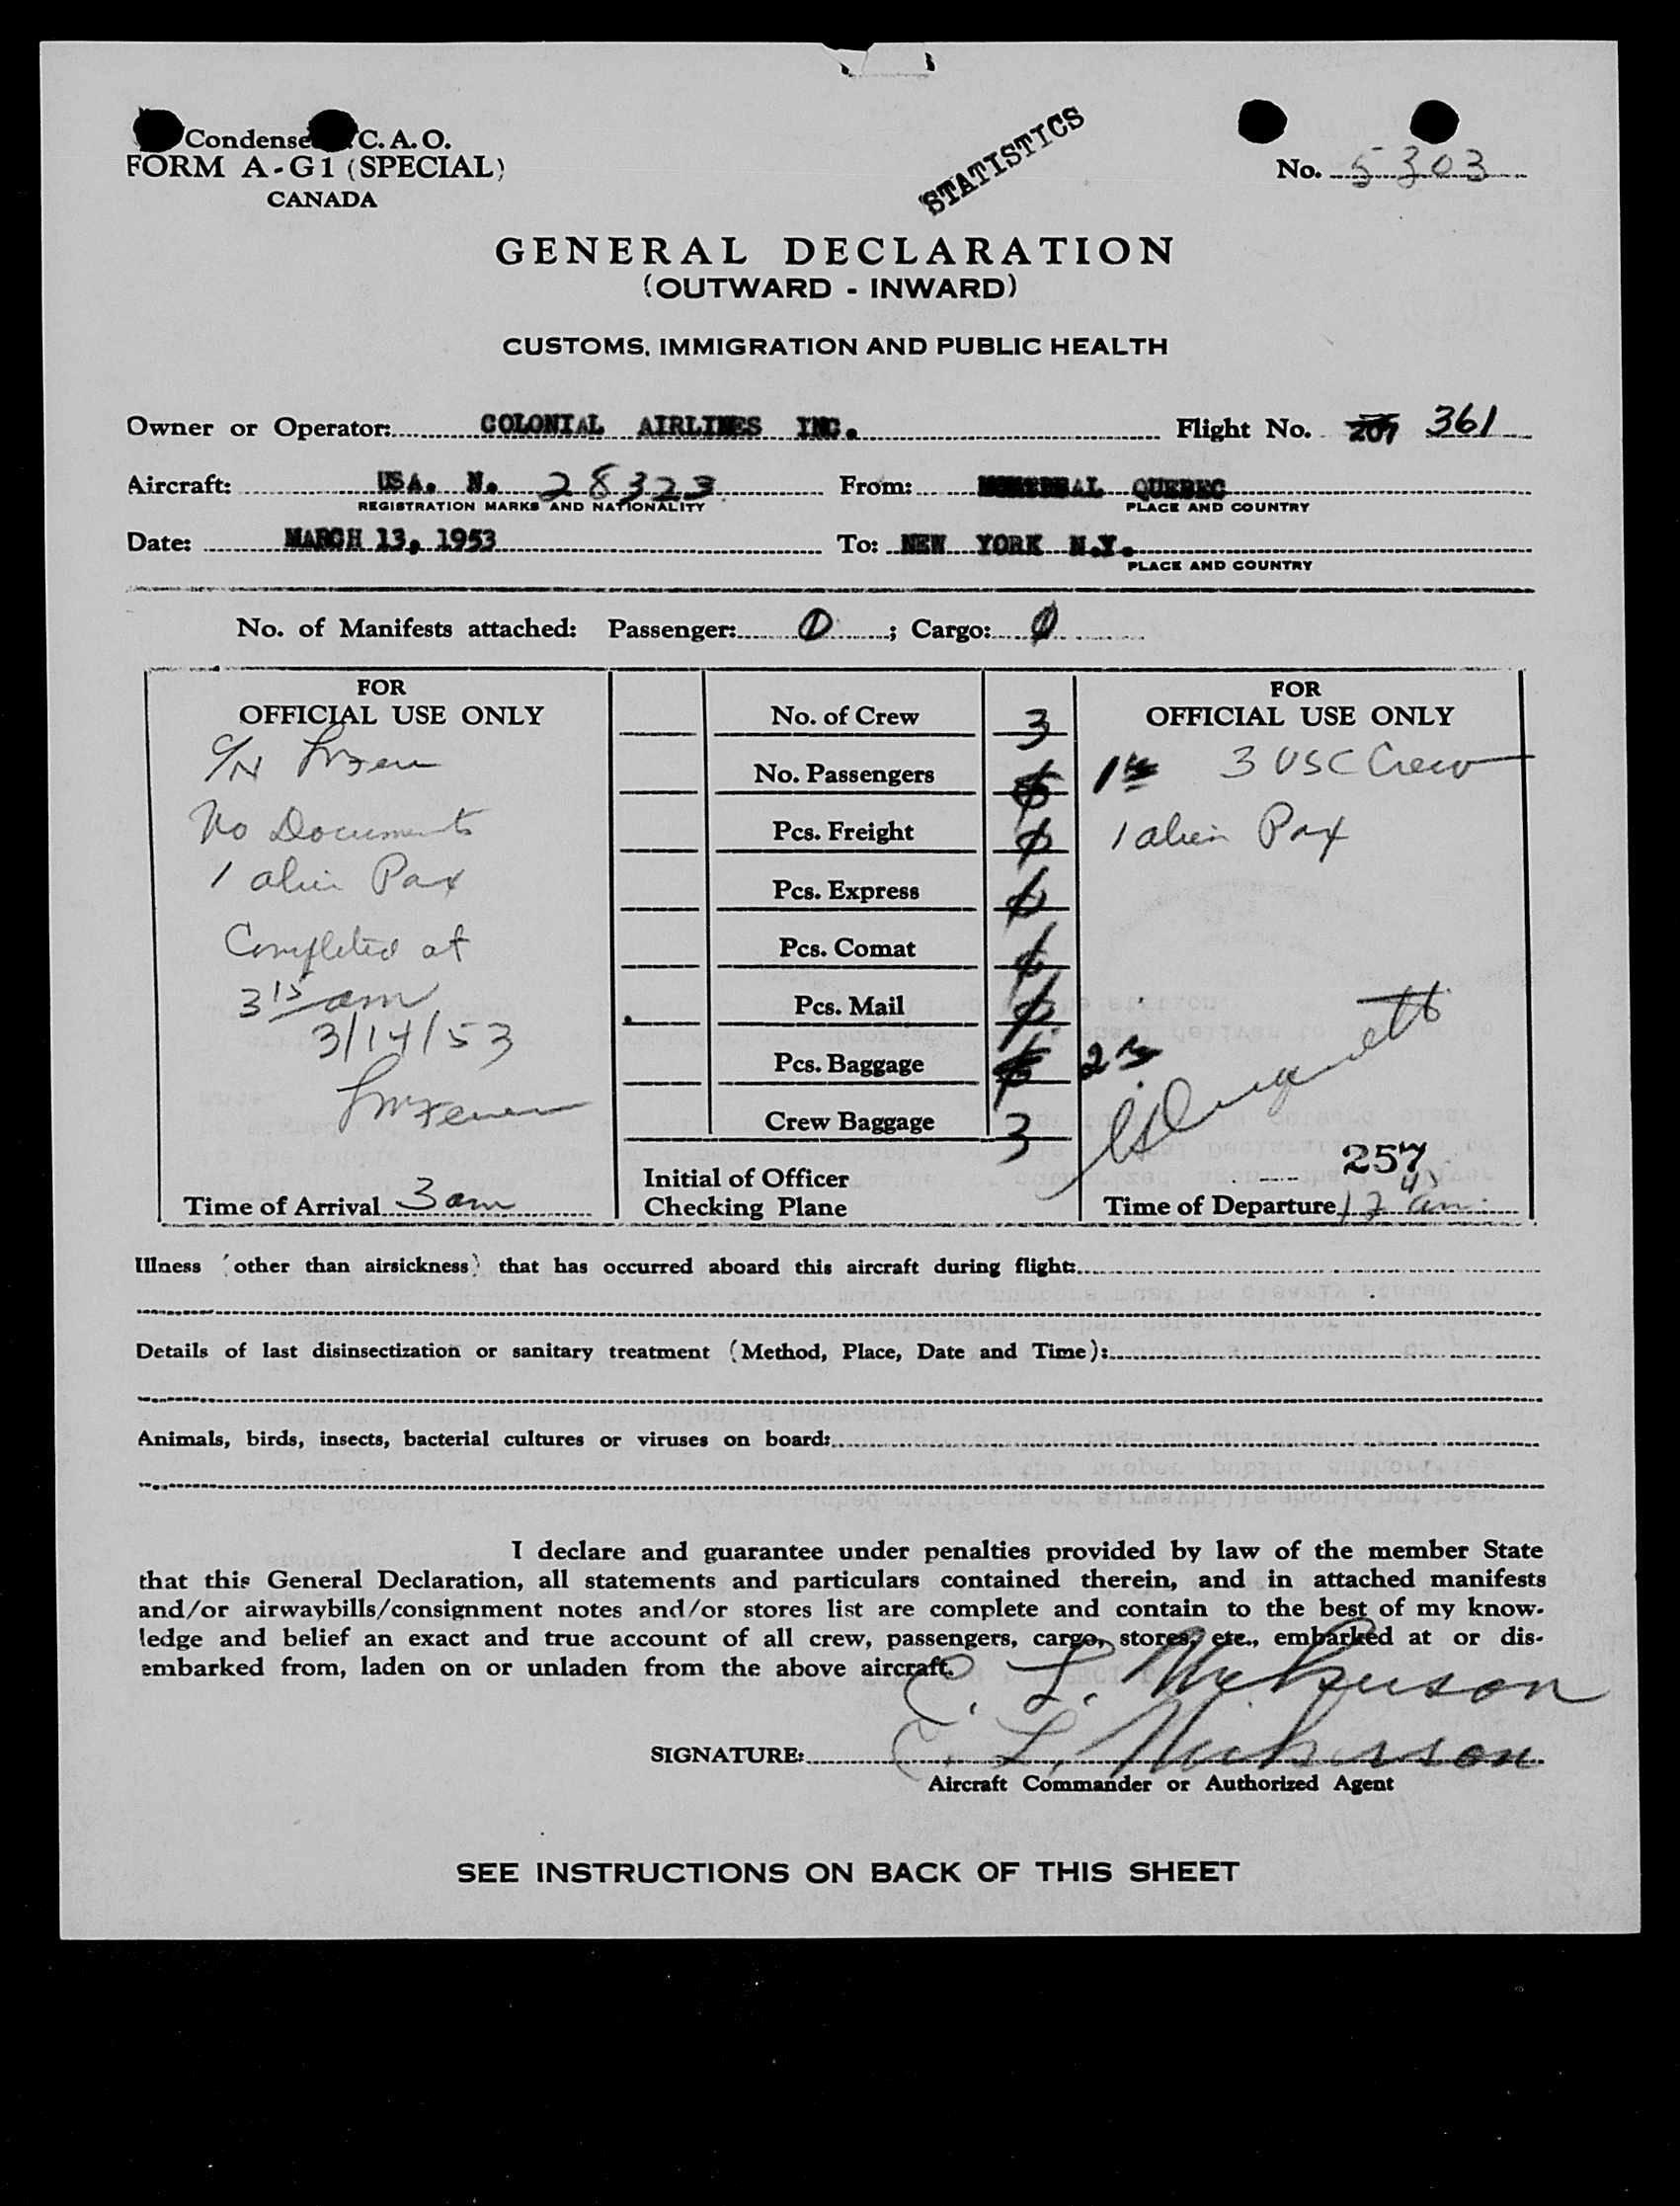 Condensed I.C.A.O.
FORM A-G1 (SPECIAL)
CANADA
STATISTICS
No. 5303
GENERAL DECLARATION
(OUTWARD - INWARD)
CUSTOMS, IMMIGRATION AND PUBLIC HEALTH
Owner or Operator: COLONIAL AIRLINES INC. Flight No. 361
Aircraft: USA. N. 28323 From: MONTREAL QUEBEC
REGISTRATION MARKS AND NATIONALITY PLACE AND COUNTRY
Date: MARCH 13, 1953 To: NEW YORK N.Y.
PLACE AND COUNTRY
No. of Manifests attached: Passenger: 0; Cargo: 0
FOR
OFFICIAL USE ONLY
No Documents
1 alien Pax
Completed at
3 15 am
3/14/53
Time of Arrival 3 am
No. of Crew 3
No. Passengers
Pcs. Freight
Pcs. Express
Pcs. Comat
Pcs. Mail
Pcs. Baggage
Crew Baggage 3
Initial of Officer
Checking Plane
FOR
OFFICIAL USE ONLY
3 USC Crew
1 alien Pax
257
Time of Departure 12 45 am
Illness (other than airsickness) that has occurred aboard this aircraft during flight:
Details of last disinsectization or sanitary treatment (Method, Place, Date and Time):
Animals, birds, insects, bacterial cultures or viruses on board:
I declare and guarantee under penalties provided by law of the member State
that this General Declaration, all statements and particulars contained therein, and in attached manifests
and/or airwaybills/consignment notes and/or stores list are complete and contain to the best of my know-
ledge and belief an exact and true account of all crew, passengers, cargo, stores, etc., embarked at or dis-
embarked from, laden on or unladen from the above aircraft.
C. L. Nickerson
SIGNATURE: C. L. Nickerson
Aircraft Commander or Authorized Agent
SEE INSTRUCTIONS ON BACK OF THIS SHEET